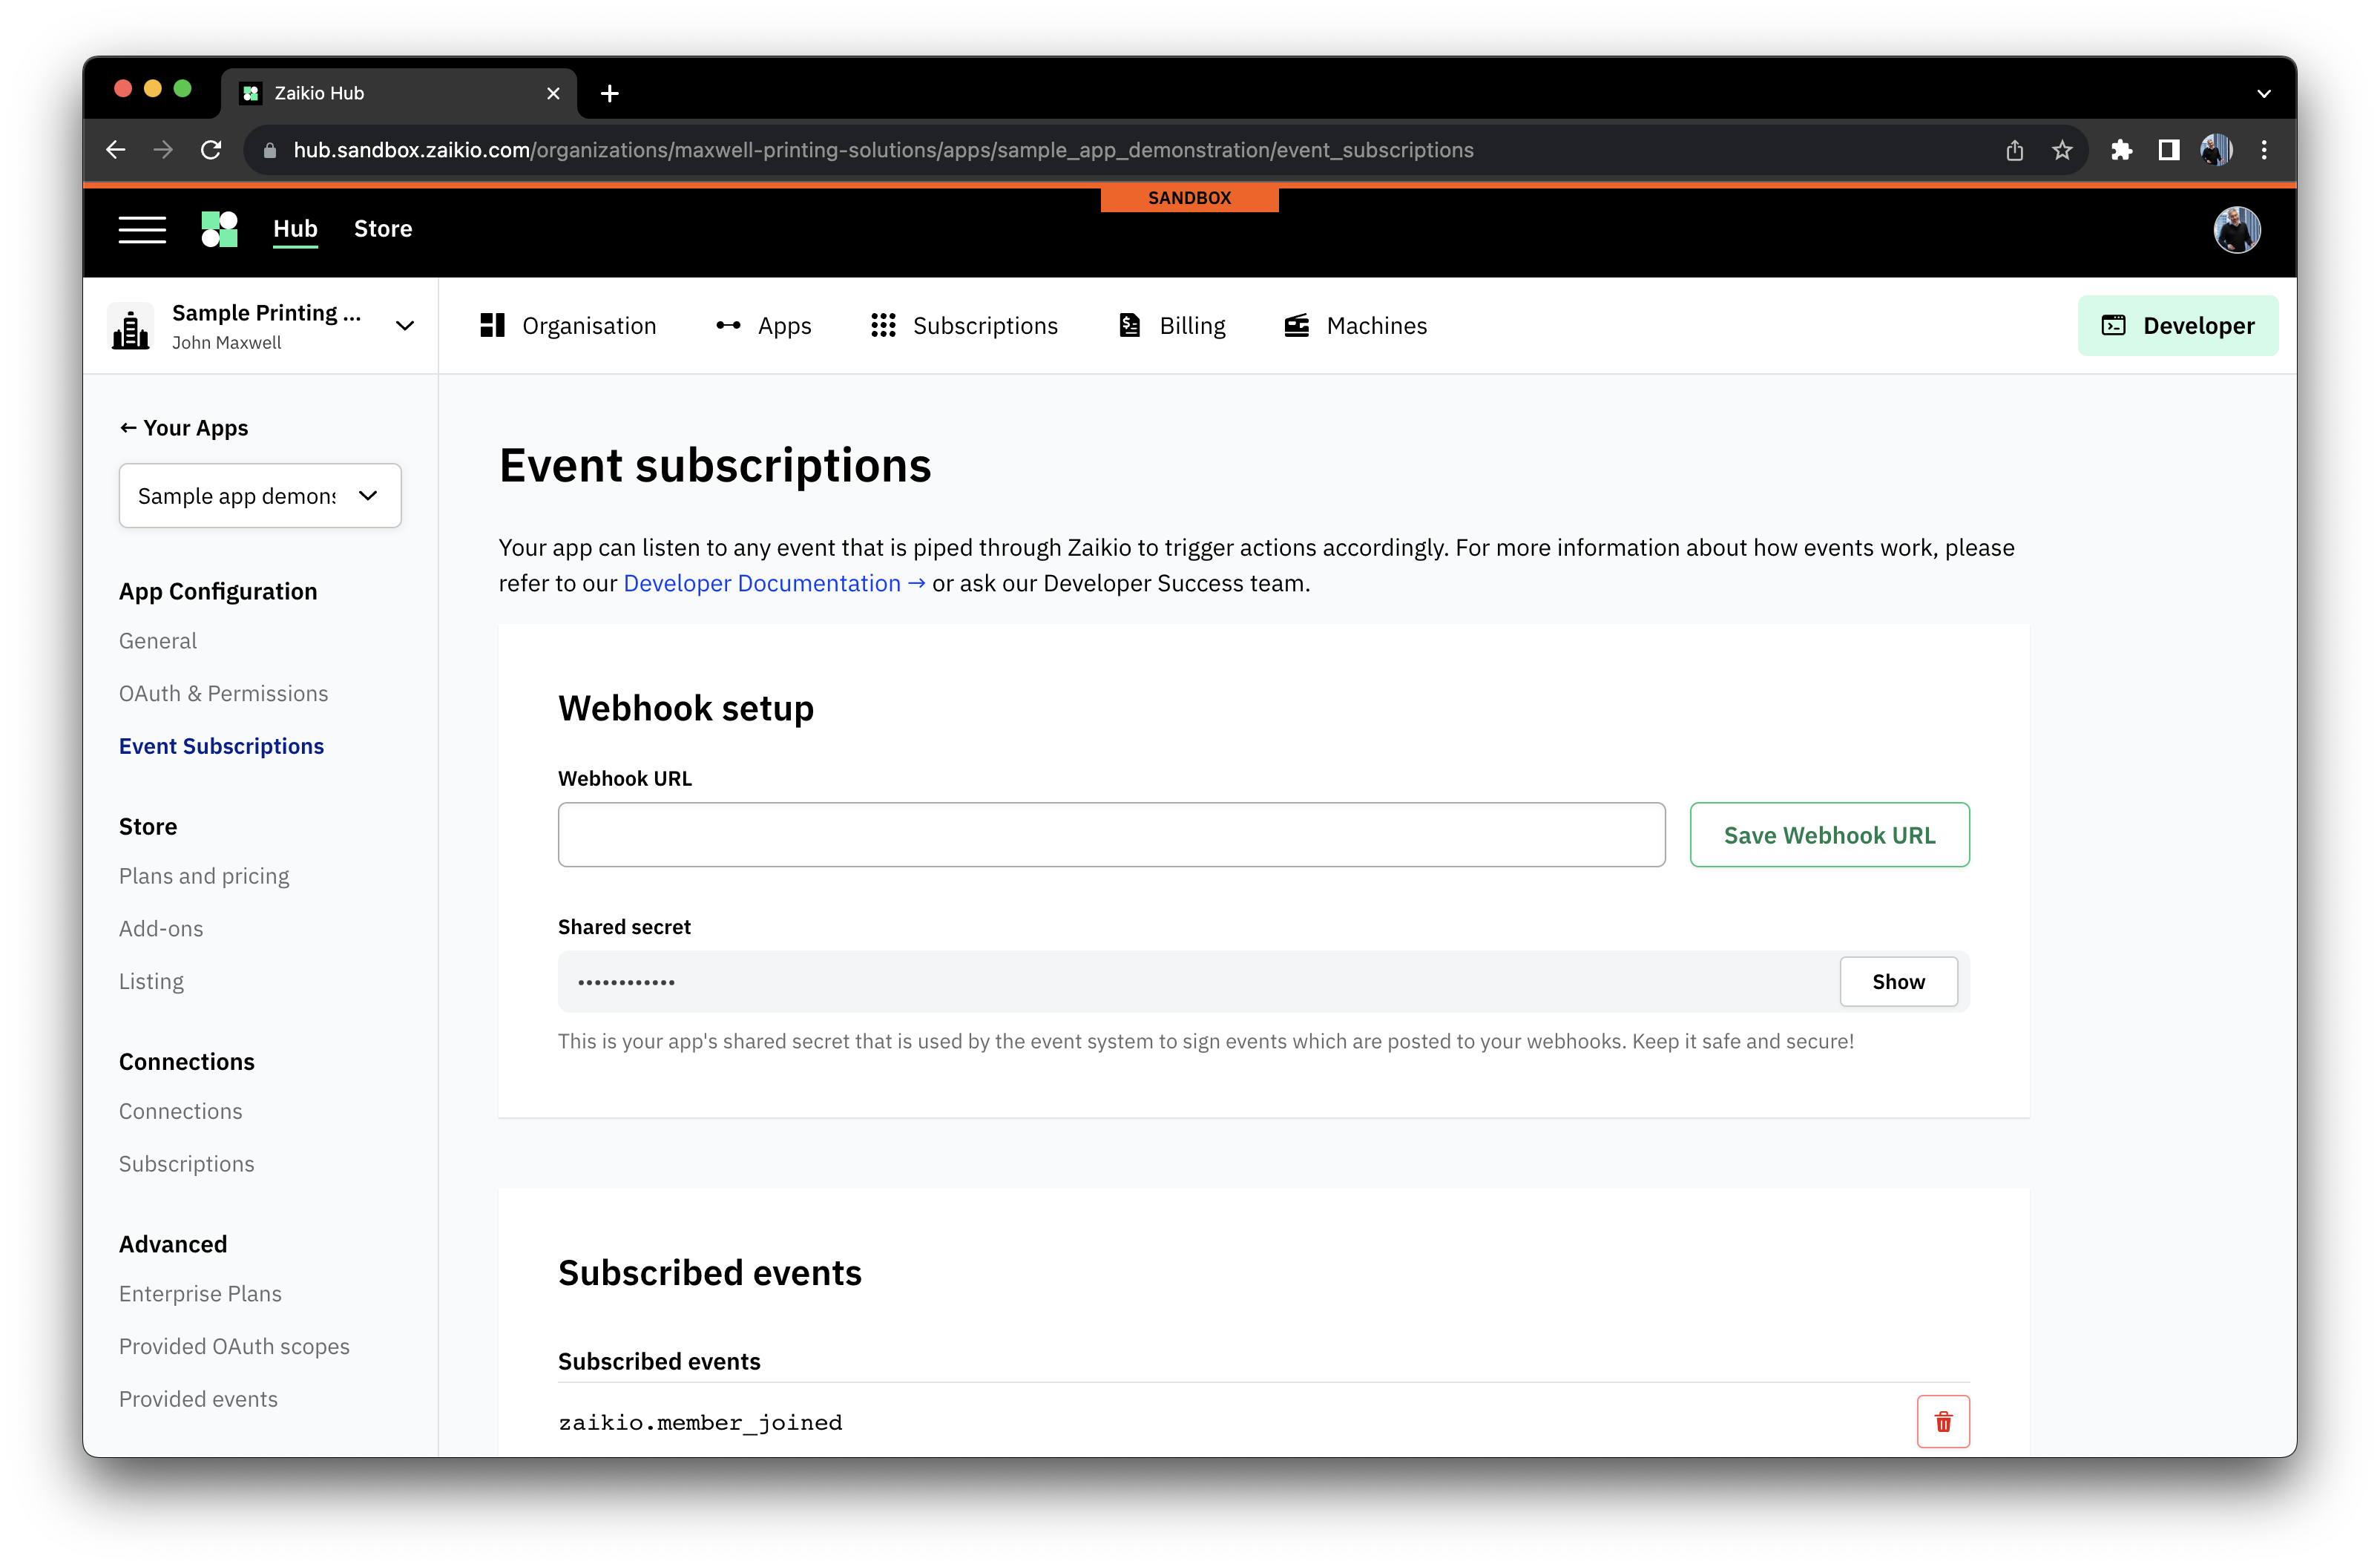 Zaikio Hub
hub.sandbox.zaikio.com/organizations/maxwell-printing-solutions/apps/sample_app_demonstration/event_subscriptions
SANDBOX
Hub
Store
Sample Printing ...
John Maxwell
Organisation
Apps
Subscriptions
Billing
Machines
Developer
← Your Apps
Sample app demons
App Configuration
General
OAuth & Permissions
Event Subscriptions
Store
Plans and pricing
Add-ons
Listing
Connections
Connections
Subscriptions
Advanced
Enterprise Plans
Provided OAuth scopes
Provided events
Event subscriptions
Your app can listen to any event that is piped through Zaikio to trigger actions accordingly. For more information about how events work, please
refer to our Developer Documentation → or ask our Developer Success team.
Webhook setup
Webhook URL
Save Webhook URL
Shared secret
••••••••••••
Show
This is your app's shared secret that is used by the event system to sign events which are posted to your webhooks. Keep it safe and secure!
Subscribed events
Subscribed events
zaikio.member_joined